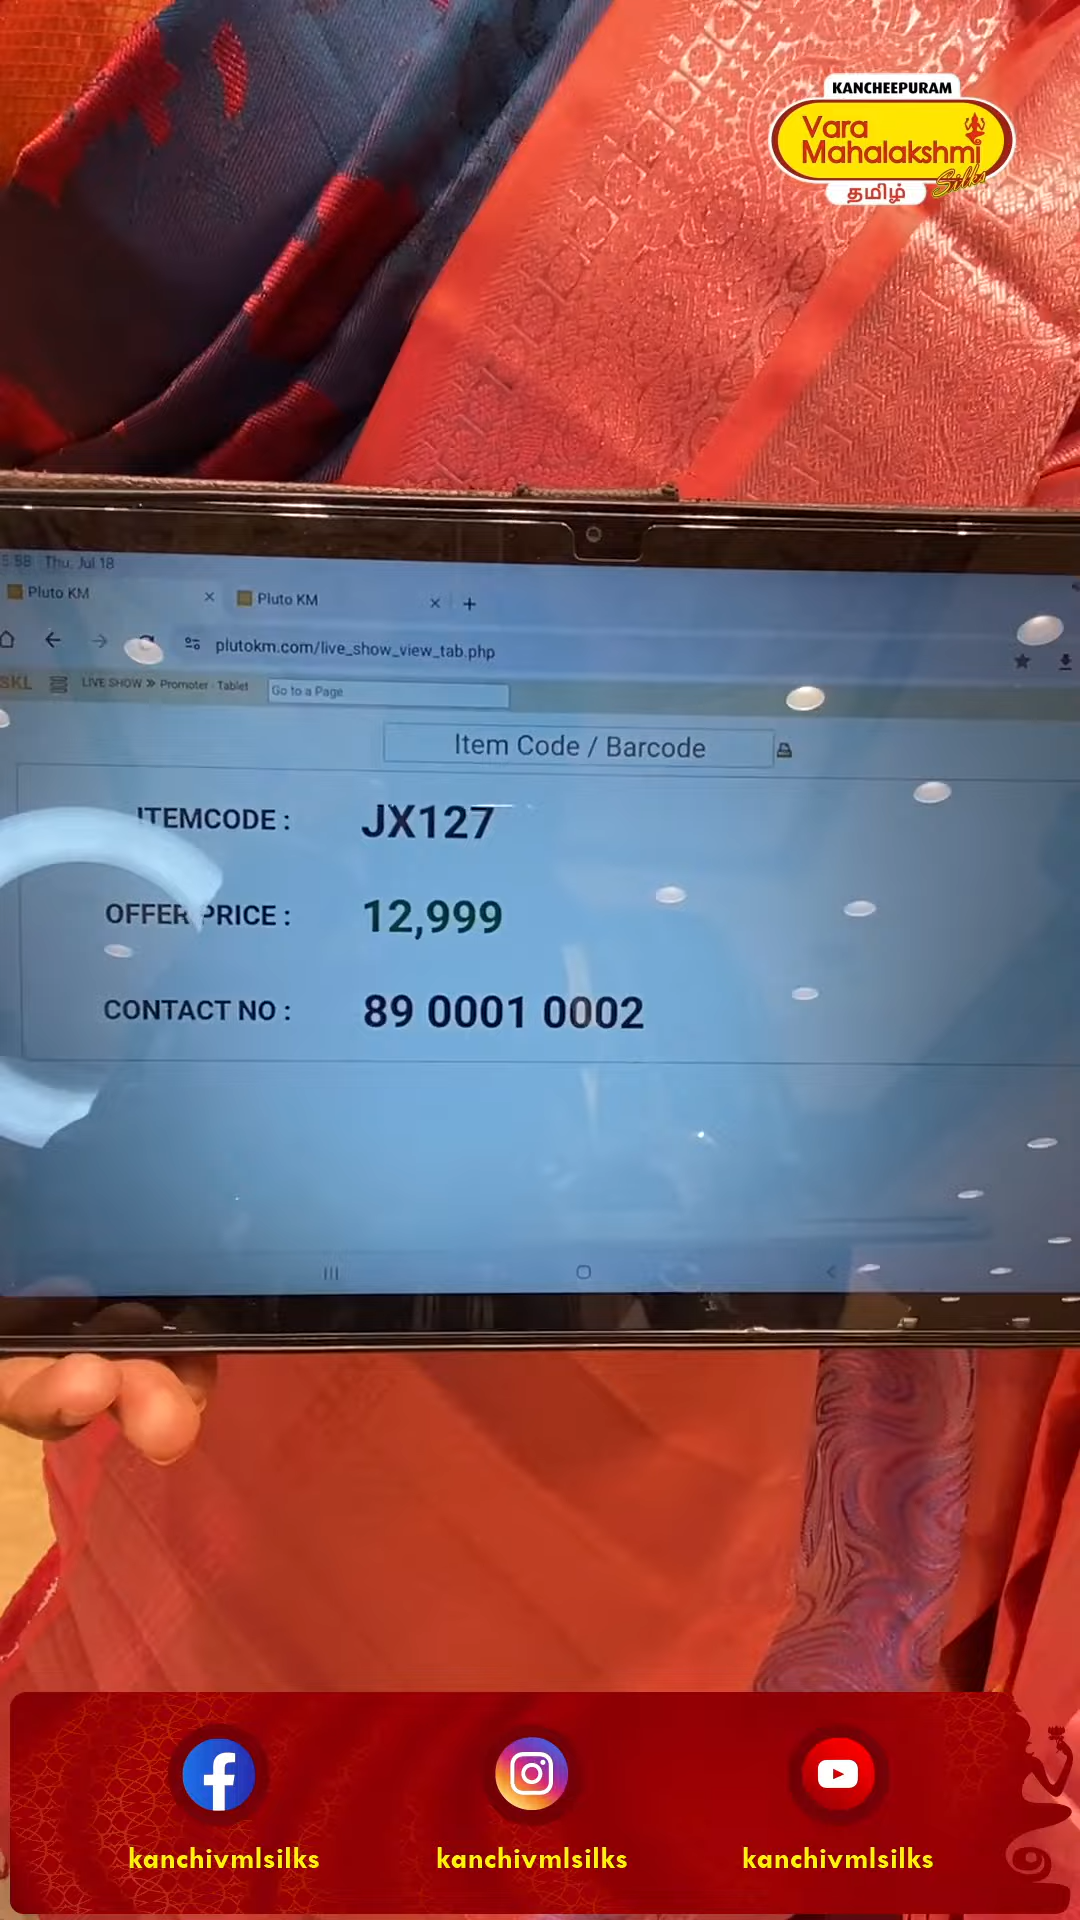 KANCHEEPURAM
Vara
Mahalakshmi
Silks
தமிழ்
Thu, Jul 18
Pluto KM
Pluto KM
plutokm.com/live_show_view_tab.php
SKL
LIVE SHOW » Promoter - Tablet
Go to a Page
Item Code / Barcode
ITEMCODE : JX127
OFFER PRICE : 12,999
CONTACT NO : 89 0001 0002
kanchivmlsilks
kanchivmlsilks
kanchivmlsilks